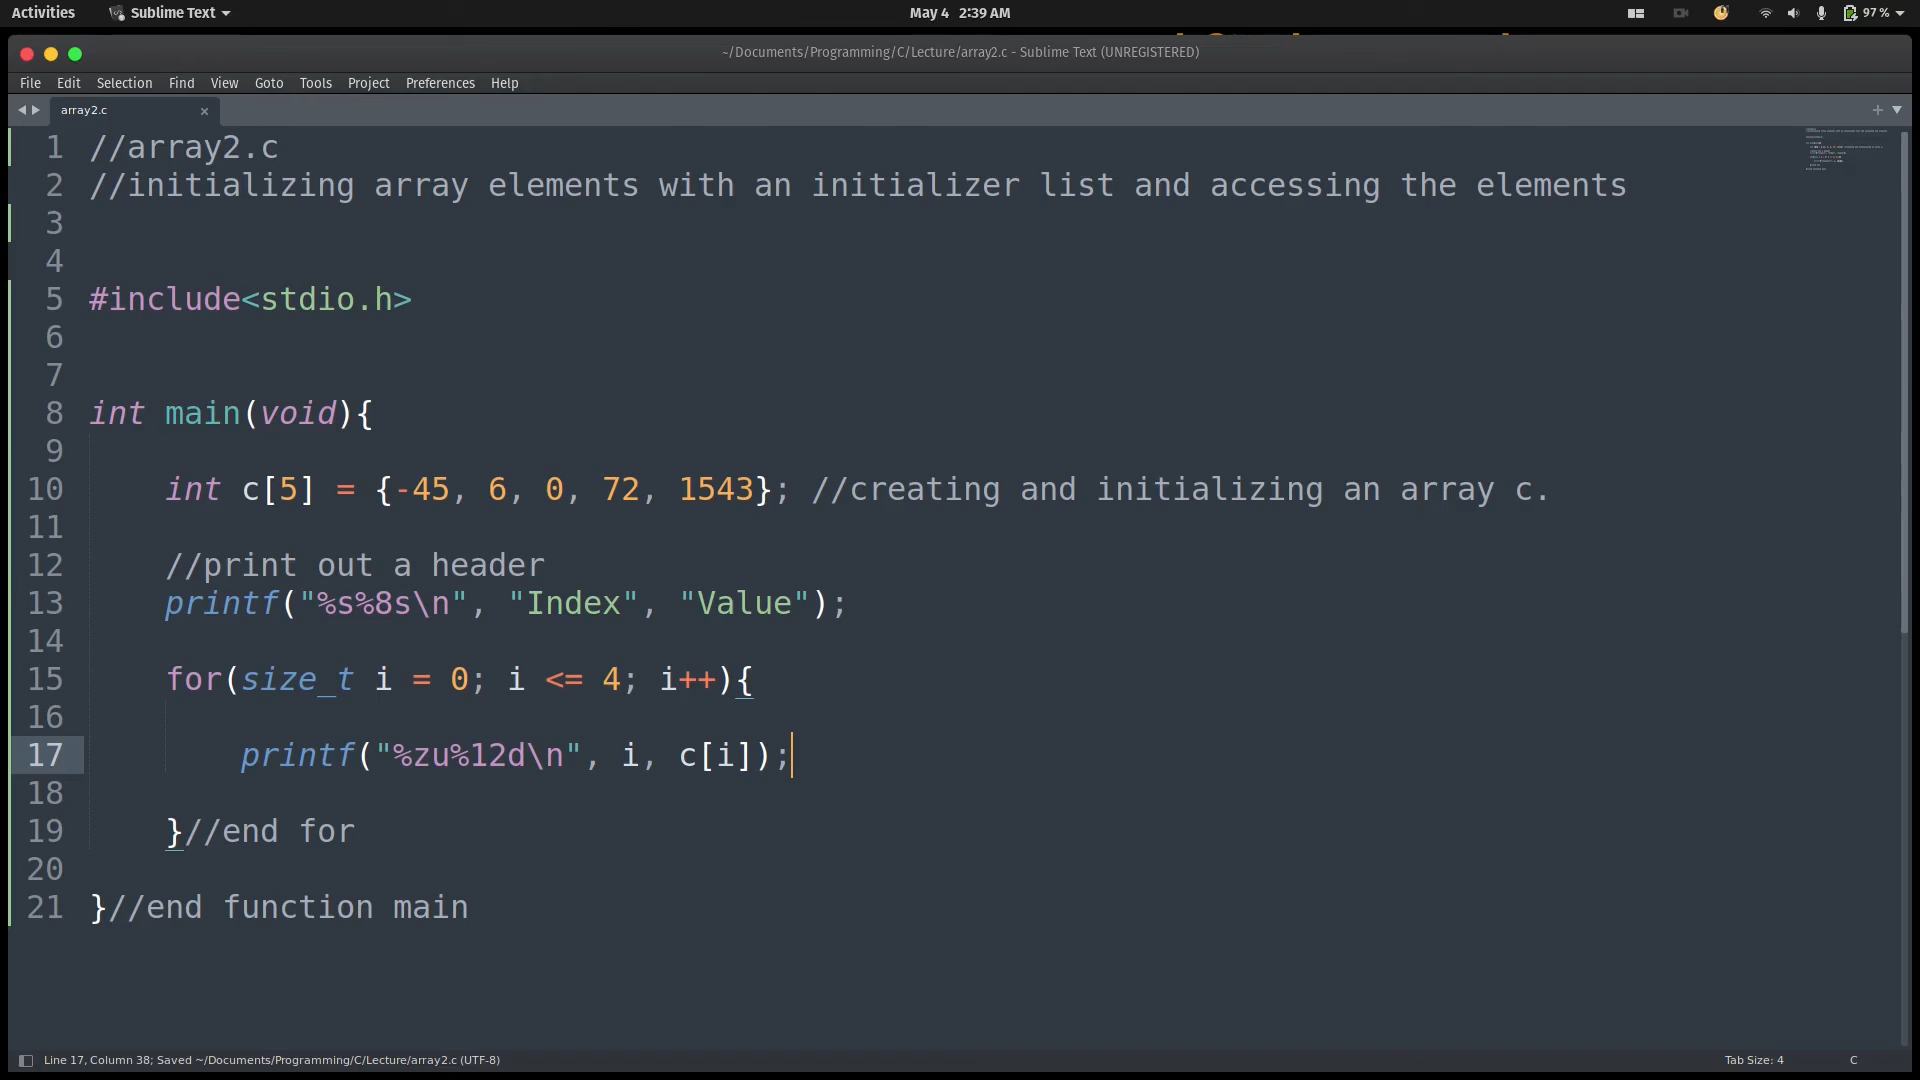 Activities Sublime Text May 4 2:39 AM 97 %
~/Documents/Programming/C/Lecture/array2.c - Sublime Text (UNREGISTERED)
File Edit Selection Find View Goto Tools Project Preferences Help
array2.c
1 //array2.c
2 //initializing array elements with an initializer list and accessing the elements
3
4
5 #include<stdio.h>
6
7
8 int main(void){
9
10 int c[5] = {-45, 6, 0, 72, 1543}; //creating and initializing an array c.
11
12 //print out a header
13 printf("%s%8s\n", "Index", "Value");
14
15 for(size_t i = 0; i <= 4; i++){
16
17 printf("%zu%12d\n", i, c[i]);
18
19 }//end for
20
21 }//end function main
Line 17, Column 38; Saved ~/Documents/Programming/C/Lecture/array2.c (UTF-8) Tab Size: 4 C